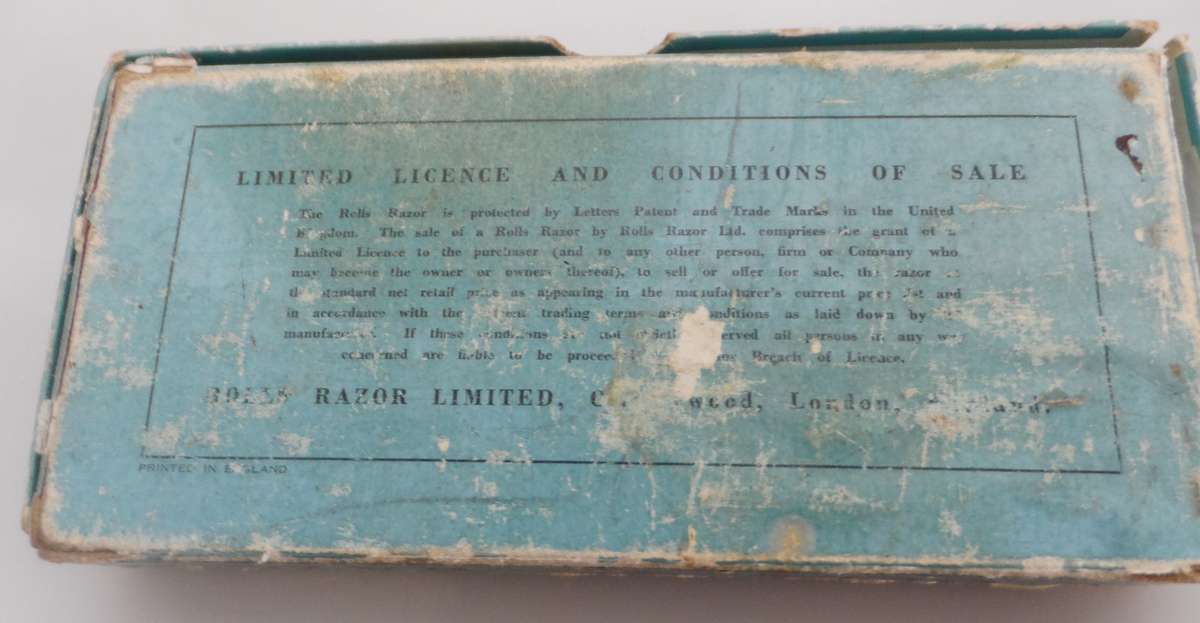 LIMITED LICENCE AND CONDITIONS OF SALE
The Rolls Razor is protected by Letters Patent and Trade Marks in the United
Kingdom. The sale of a Rolls Razor by Rolls Razor Ltd. comprises the grant of a
Limited Licence to the purchaser (and to any other person, firm or Company who
may become the owner or owners thereof), to sell or offer for sale, the razor
the standard net retail price as appearing in the manufacturer's current price list and
in accordance with the trading terms and conditions as laid down by
manufacturer. If these conditions are not served all persons in any way
concerned are liable to be Breach of Licence.
ROLLS RAZOR LIMITED, London,
PRINTED IN ENGLAND